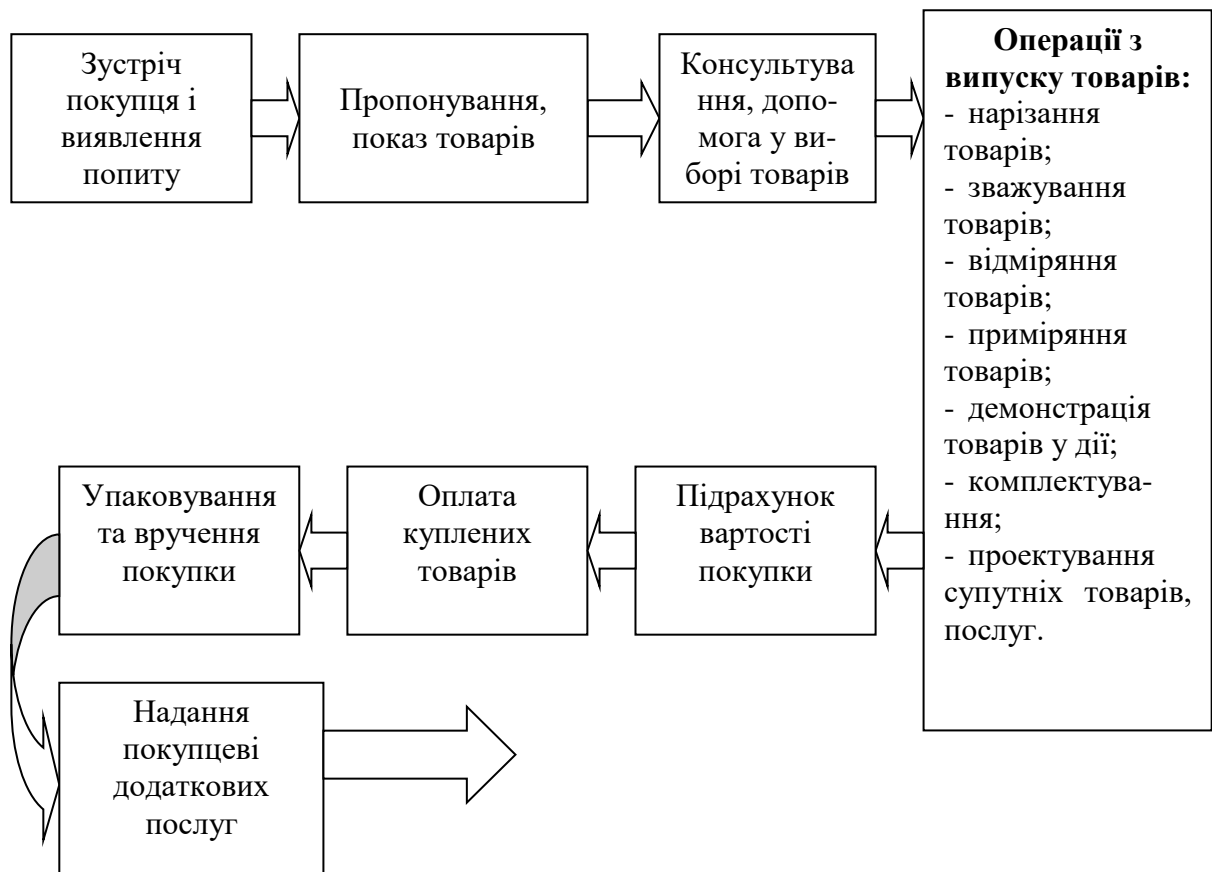 Зустріч
покупця і
виявлення
попиту
Пропонування,
показ товарів
Консультува
ння, допо-
мога у ви-
борі товарів
Операції з
випуску товарів:
- нарізання
товарів;
- зважування
товарів;
- відміряння
товарів;
- приміряння
товарів;
- демонстрація
товарів у дії;
- комплектува-
ння;
- проектування
супутніх товарів,
послуг.
Підрахунок
вартості
покупки
Оплата
куплених
товарів
Упаковування
та вручення
покупки
Надання
покупцеві
додаткових
послуг